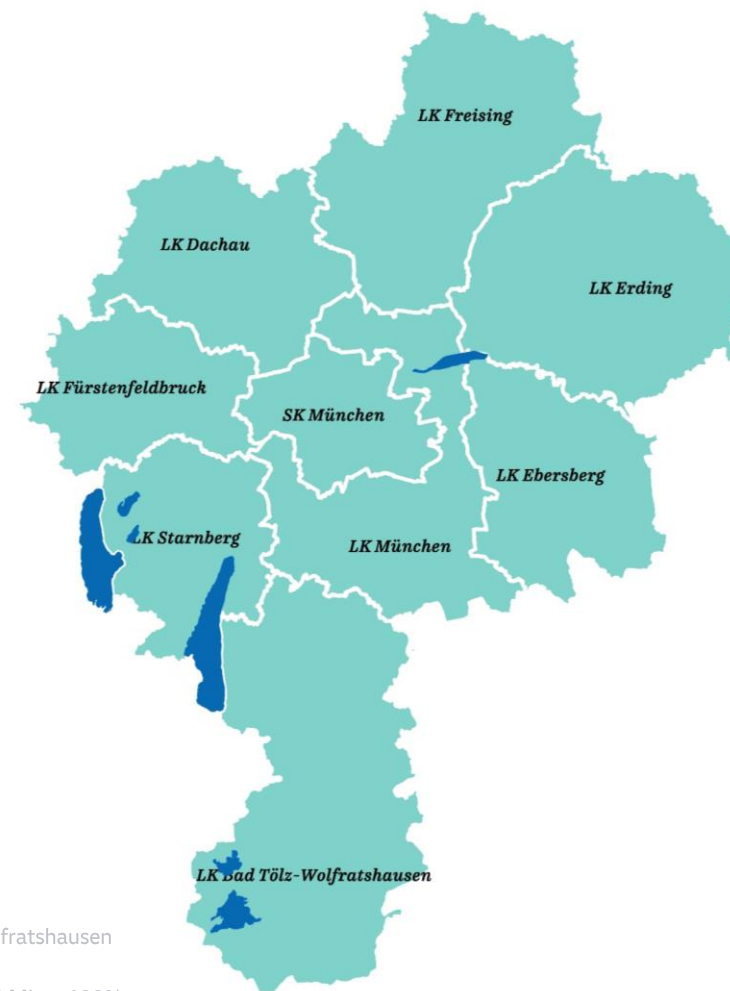 LK Freising
LK Dachau
LK Erding
LK Fürstenfeldbruck
SK München
LK Ebersberg
LK Starnberg
LK München
LK Bad Tölz-Wolfratshausen
fratshausen